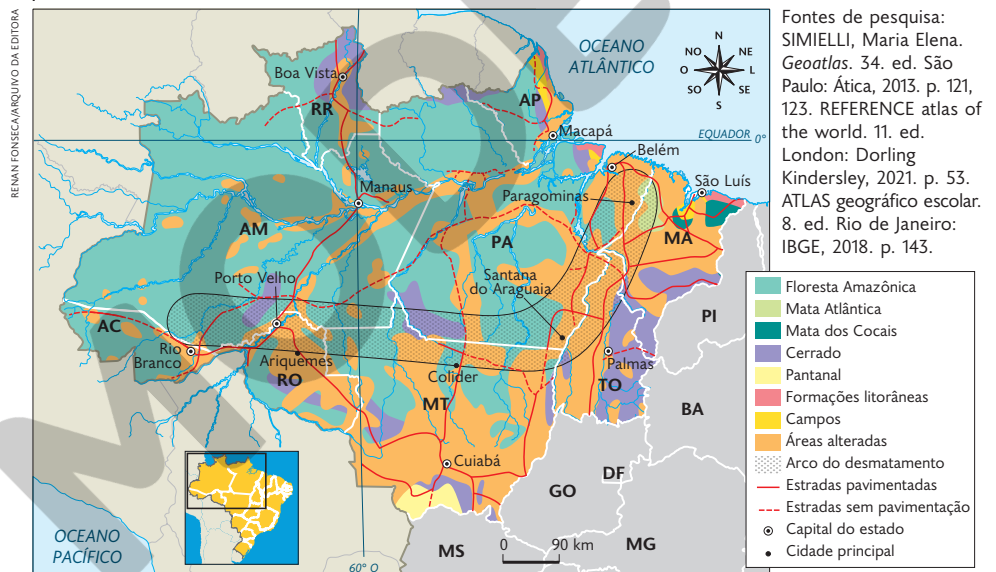 RENAN FONSECA/ARQUIVO DA EDITORA
Fontes de pesquisa:
SIMIELLI, Maria Elena.
Geoatlas. 34. ed. São
Paulo: Ática, 2013. p. 121,
123. REFERENCE atlas of
the world. 11. ed.
London: Dorling
Kindersley, 2021. p. 53.
ATLAS geográfico escolar.
8. ed. Rio de Janeiro:
IBGE, 2018. p. 143.
OCEANO
ATLÂNTICO
N
NO NE
O L
SO SE
S
Boa Vista
RR
AP
Macapá
EQUADOR 0°
Belém
São Luís
Manaus
Paragominas
AM
PA
MA
Porto Velho
Santana
do Araguaia
AC
Rio
Branco
Ariquemes
RO
Colíder
MT
Palmas
TO
PI
BA
Cuiabá
GO
DF
MS
MG
0 90 km
OCEANO
PACÍFICO
60° O
Floresta Amazônica
Mata Atlântica
Mata dos Cocais
Cerrado
Pantanal
Formações litorâneas
Campos
Áreas alteradas
Arco do desmatamento
Estradas pavimentadas
Estradas sem pavimentação
Capital do estado
Cidade principal